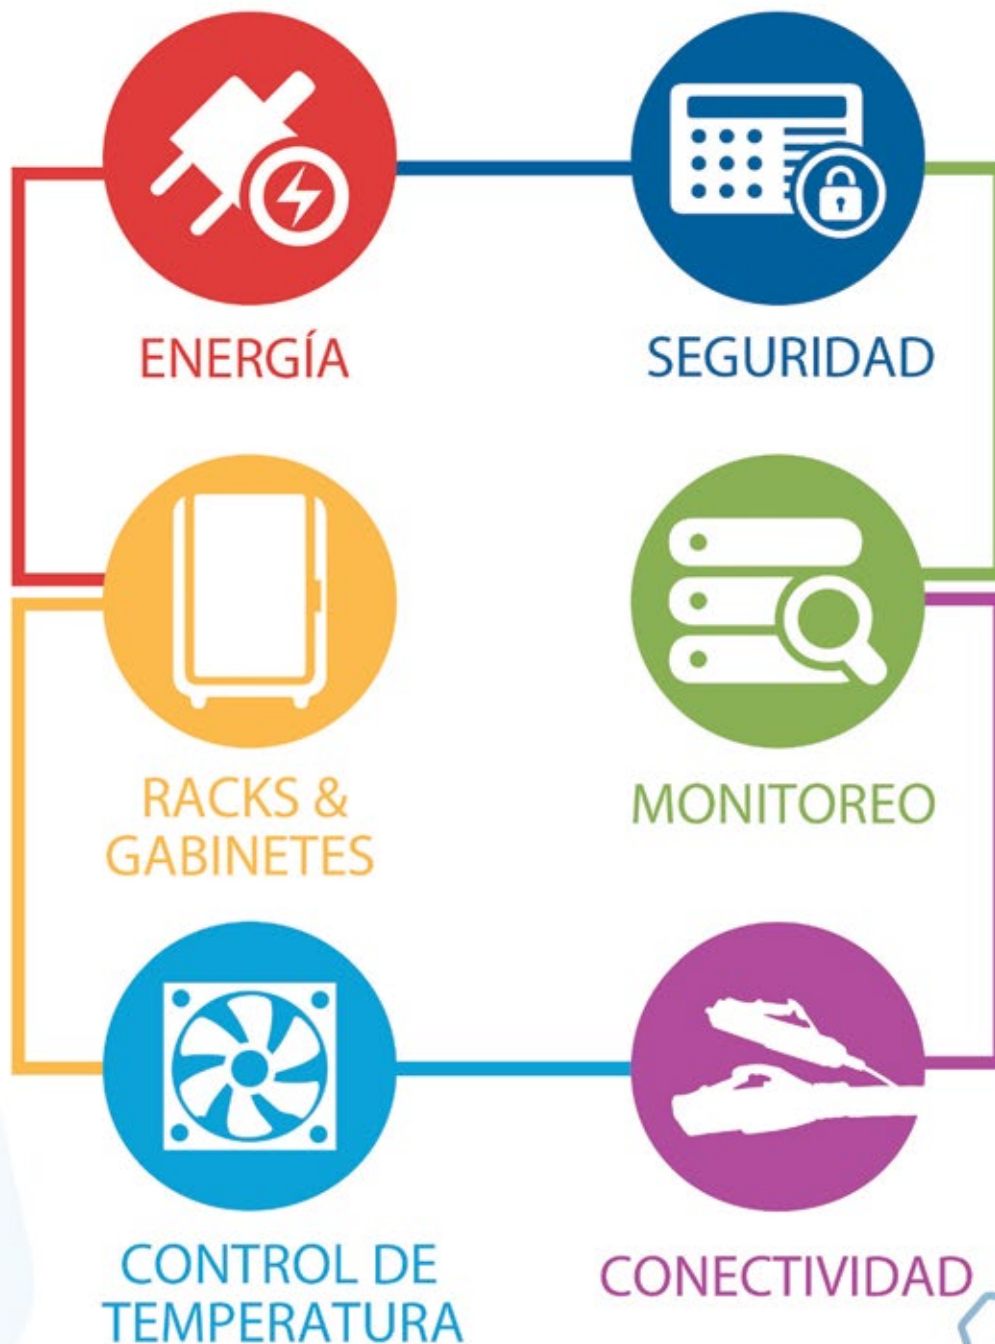 ENERGÍA
SEGURIDAD
RACKS &
GABINETES
MONITOREO
CONTROL DE
TEMPERATURA
CONECTIVIDAD